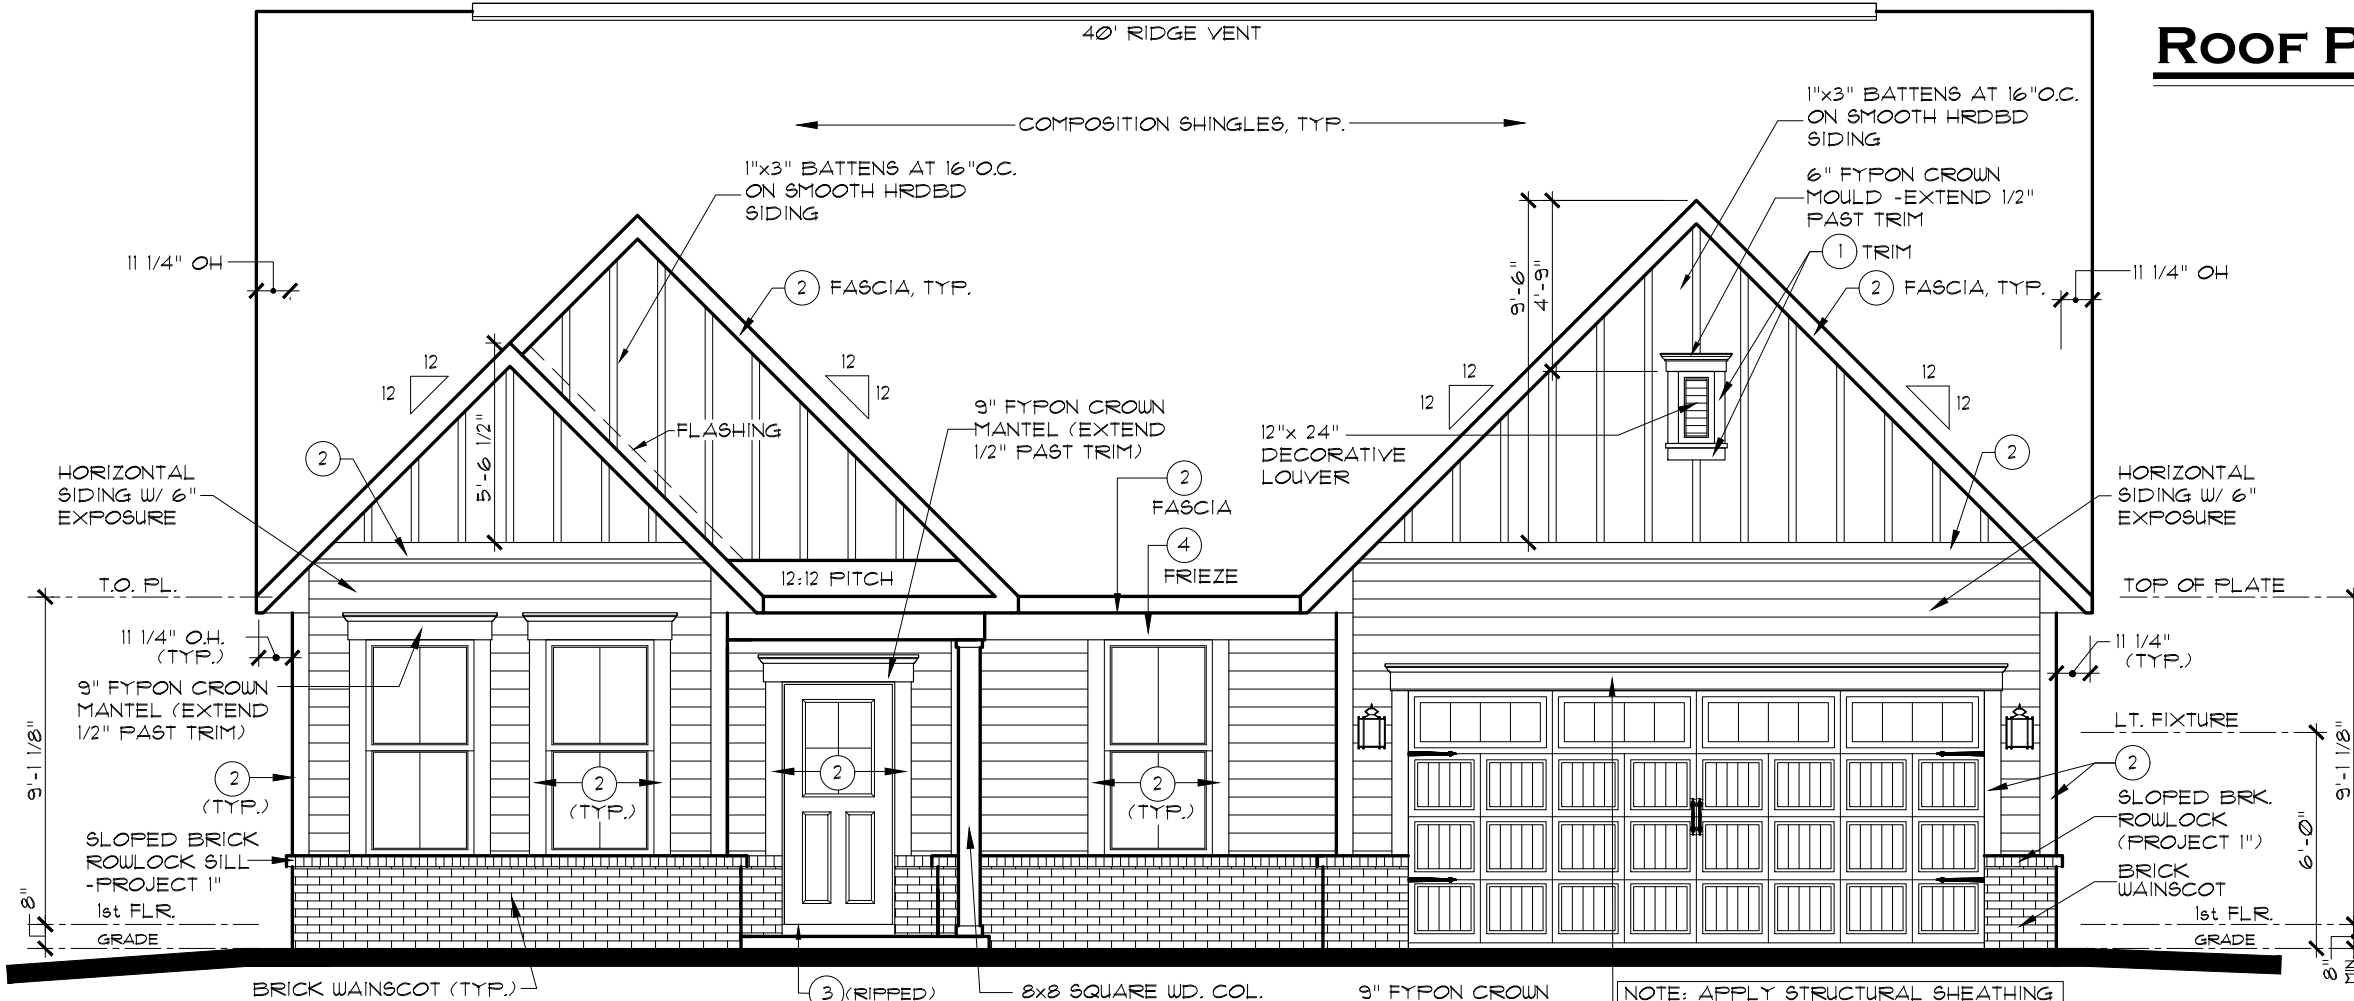 40' RIDGE VENT
ROOF P
COMPOSITION SHINGLES, TYP.
1"x3" BATTENS AT 16"O.C.
ON SMOOTH HRDBD
SIDING
1"x3" BATTENS AT 16"O.C.
ON SMOOTH HRDBD
SIDING
6" FYPON CROWN
MOULD -EXTEND 1/2"
PAST TRIM
1 TRIM
2 FASCIA, TYP.
11 1/4" OH
11 1/4" OH
2 FASCIA, TYP.
9'-6"
4'-9"
12
12
12
12
12
12
12
12
5'-6 1/2"
FLASHING
9" FYPON CROWN
MANTEL (EXTEND
1/2" PAST TRIM)
12"x 24"
DECORATIVE
LOUVER
2
2
HORIZONTAL
SIDING W/ 6"
EXPOSURE
2
FASCIA
4
FRIEZE
HORIZONTAL
SIDING W/ 6"
EXPOSURE
12:12 PITCH
T.O. PL.
TOP OF PLATE
11 1/4" O.H.
(TYP.)
11 1/4"
(TYP.)
9" FYPON CROWN
MANTEL (EXTEND
1/2" PAST TRIM)
LT. FIXTURE
9'-1 1/8"
2
(TYP.)
2
(TYP.)
2
2
(TYP.)
2
9'-1 1/8"
6'-0"
SLOPED BRICK
ROWLOCK SILL
-PROJECT 1"
SLOPED BRK.
ROWLOCK
(PROJECT 1")
BRICK
WAINSCOT
8"
1st FLR.
GRADE
1st FLR.
GRADE
8"
MIN
BRICK WAINSCOT (TYP.)
3 (RIPPED)
8x8 SQUARE WD. COL.
9" FYPON CROWN
NOTE: APPLY STRUCTURAL SHEATHING